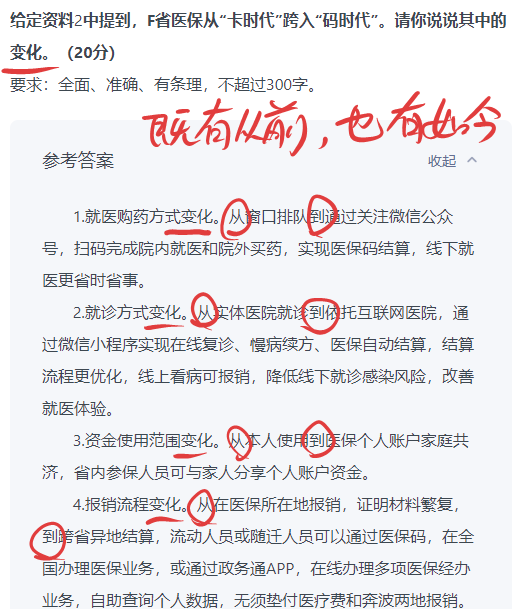 给定资料2中提到，F省医保从“卡时代”跨入“码时代”。请你说说其中的
变化。（20分）
要求：全面、准确、有条理，不超过300字。
既有从前，也有如今
参考答案
收起
1.就医购药方式变化。从窗口排队到通过关注微信公众
号，扫码完成院内就医和院外买药，实现医保码结算，线下就
医更省时省事。
2.就诊方式变化。从实体医院就诊到依托互联网医院，通
过微信小程序实现在线复诊、慢病续方、医保自动结算，结算
流程更优化，线上看病可报销，降低线下就诊感染风险，改善
就医体验。
3.资金使用范围变化。从本人使用到医保个人账户家庭共
济，省内参保人员可与家人分享个人账户资金。
4.报销流程变化。从在医保所在地报销，证明材料繁复，
到跨省异地结算，流动人员或随迁人员可以通过医保码，在全
国办理医保业务，或通过政务通APP，在线办理多项医保经办
业务，自助查询个人数据，无须垫付医疗费和奔波两地报销。